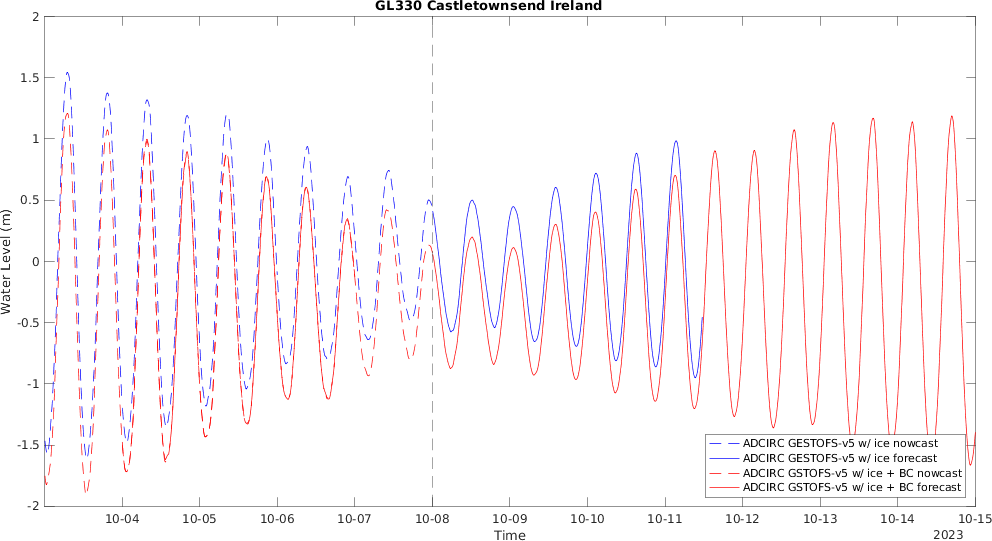 GL330 Castletownsend Ireland
2
1.5
1
0.5
0
-0.5
-1
-1.5
-2
Water Level (m)
10-04 10-05 10-06 10-07 10-08 10-09 10-10 10-11 10-12 10-13 10-14 10-15
Time
2023
ADCIRC GESTOFS-v5 w/ ice nowcast
ADCIRC GESTOFS-v5 w/ ice forecast
ADCIRC GSTOFS-v5 w/ ice + BC nowcast
ADCIRC GSTOFS-v5 w/ ice + BC forecast